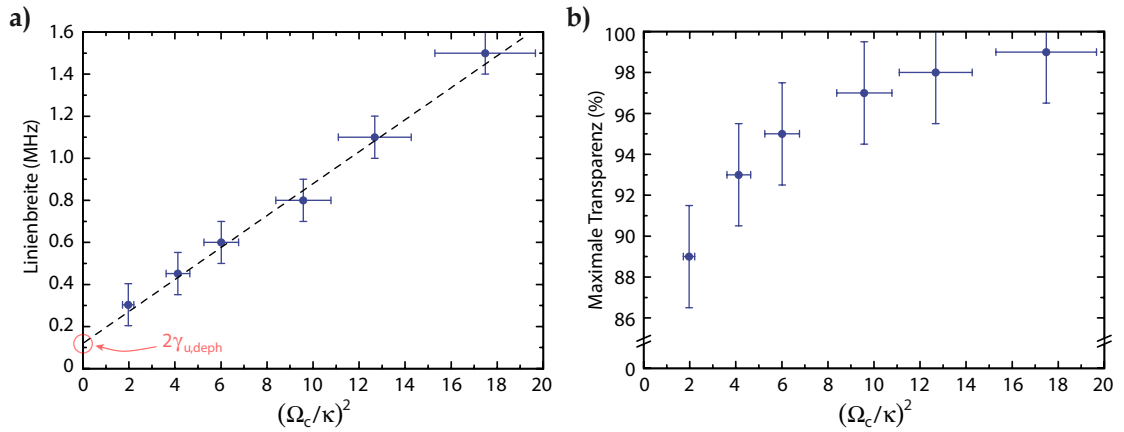 a)
Linienbreite (MHz)
1.6
1.4
1.2
1.0
0.8
0.6
0.4
0.2
0
2γu,deph
0 2 4 6 8 10 12 14 16 18 20
(Ωc/κ)²
b)
Maximale Transparenz (%)
100
98
96
94
92
90
88
86
0
0 2 4 6 8 10 12 14 16 18 20
(Ωc/κ)²